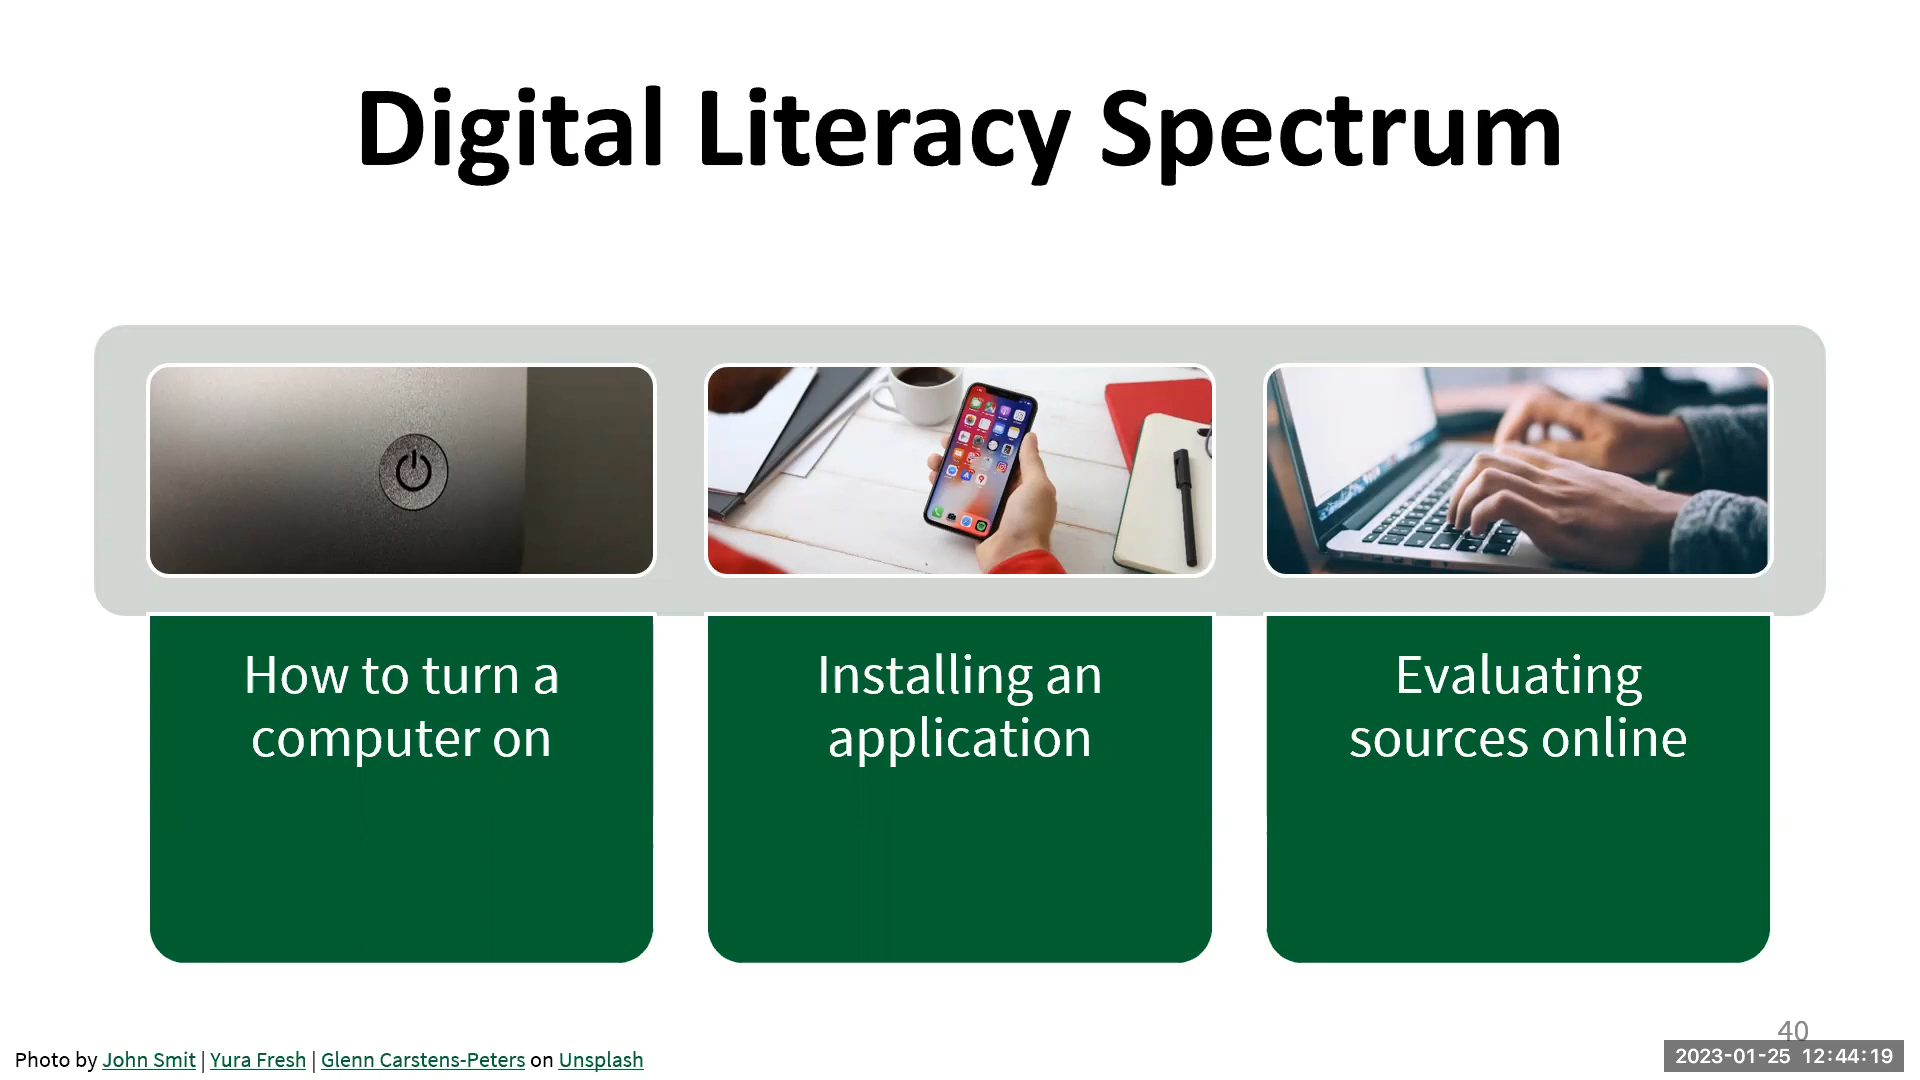 Digital Literacy Spectrum
How to turn a
computer on
Installing an
application
Evaluating
sources online
40
Photo by John Smit | Yura Fresh | Glenn Carstens-Peters on Unsplash
2023-01-25 12:44:19